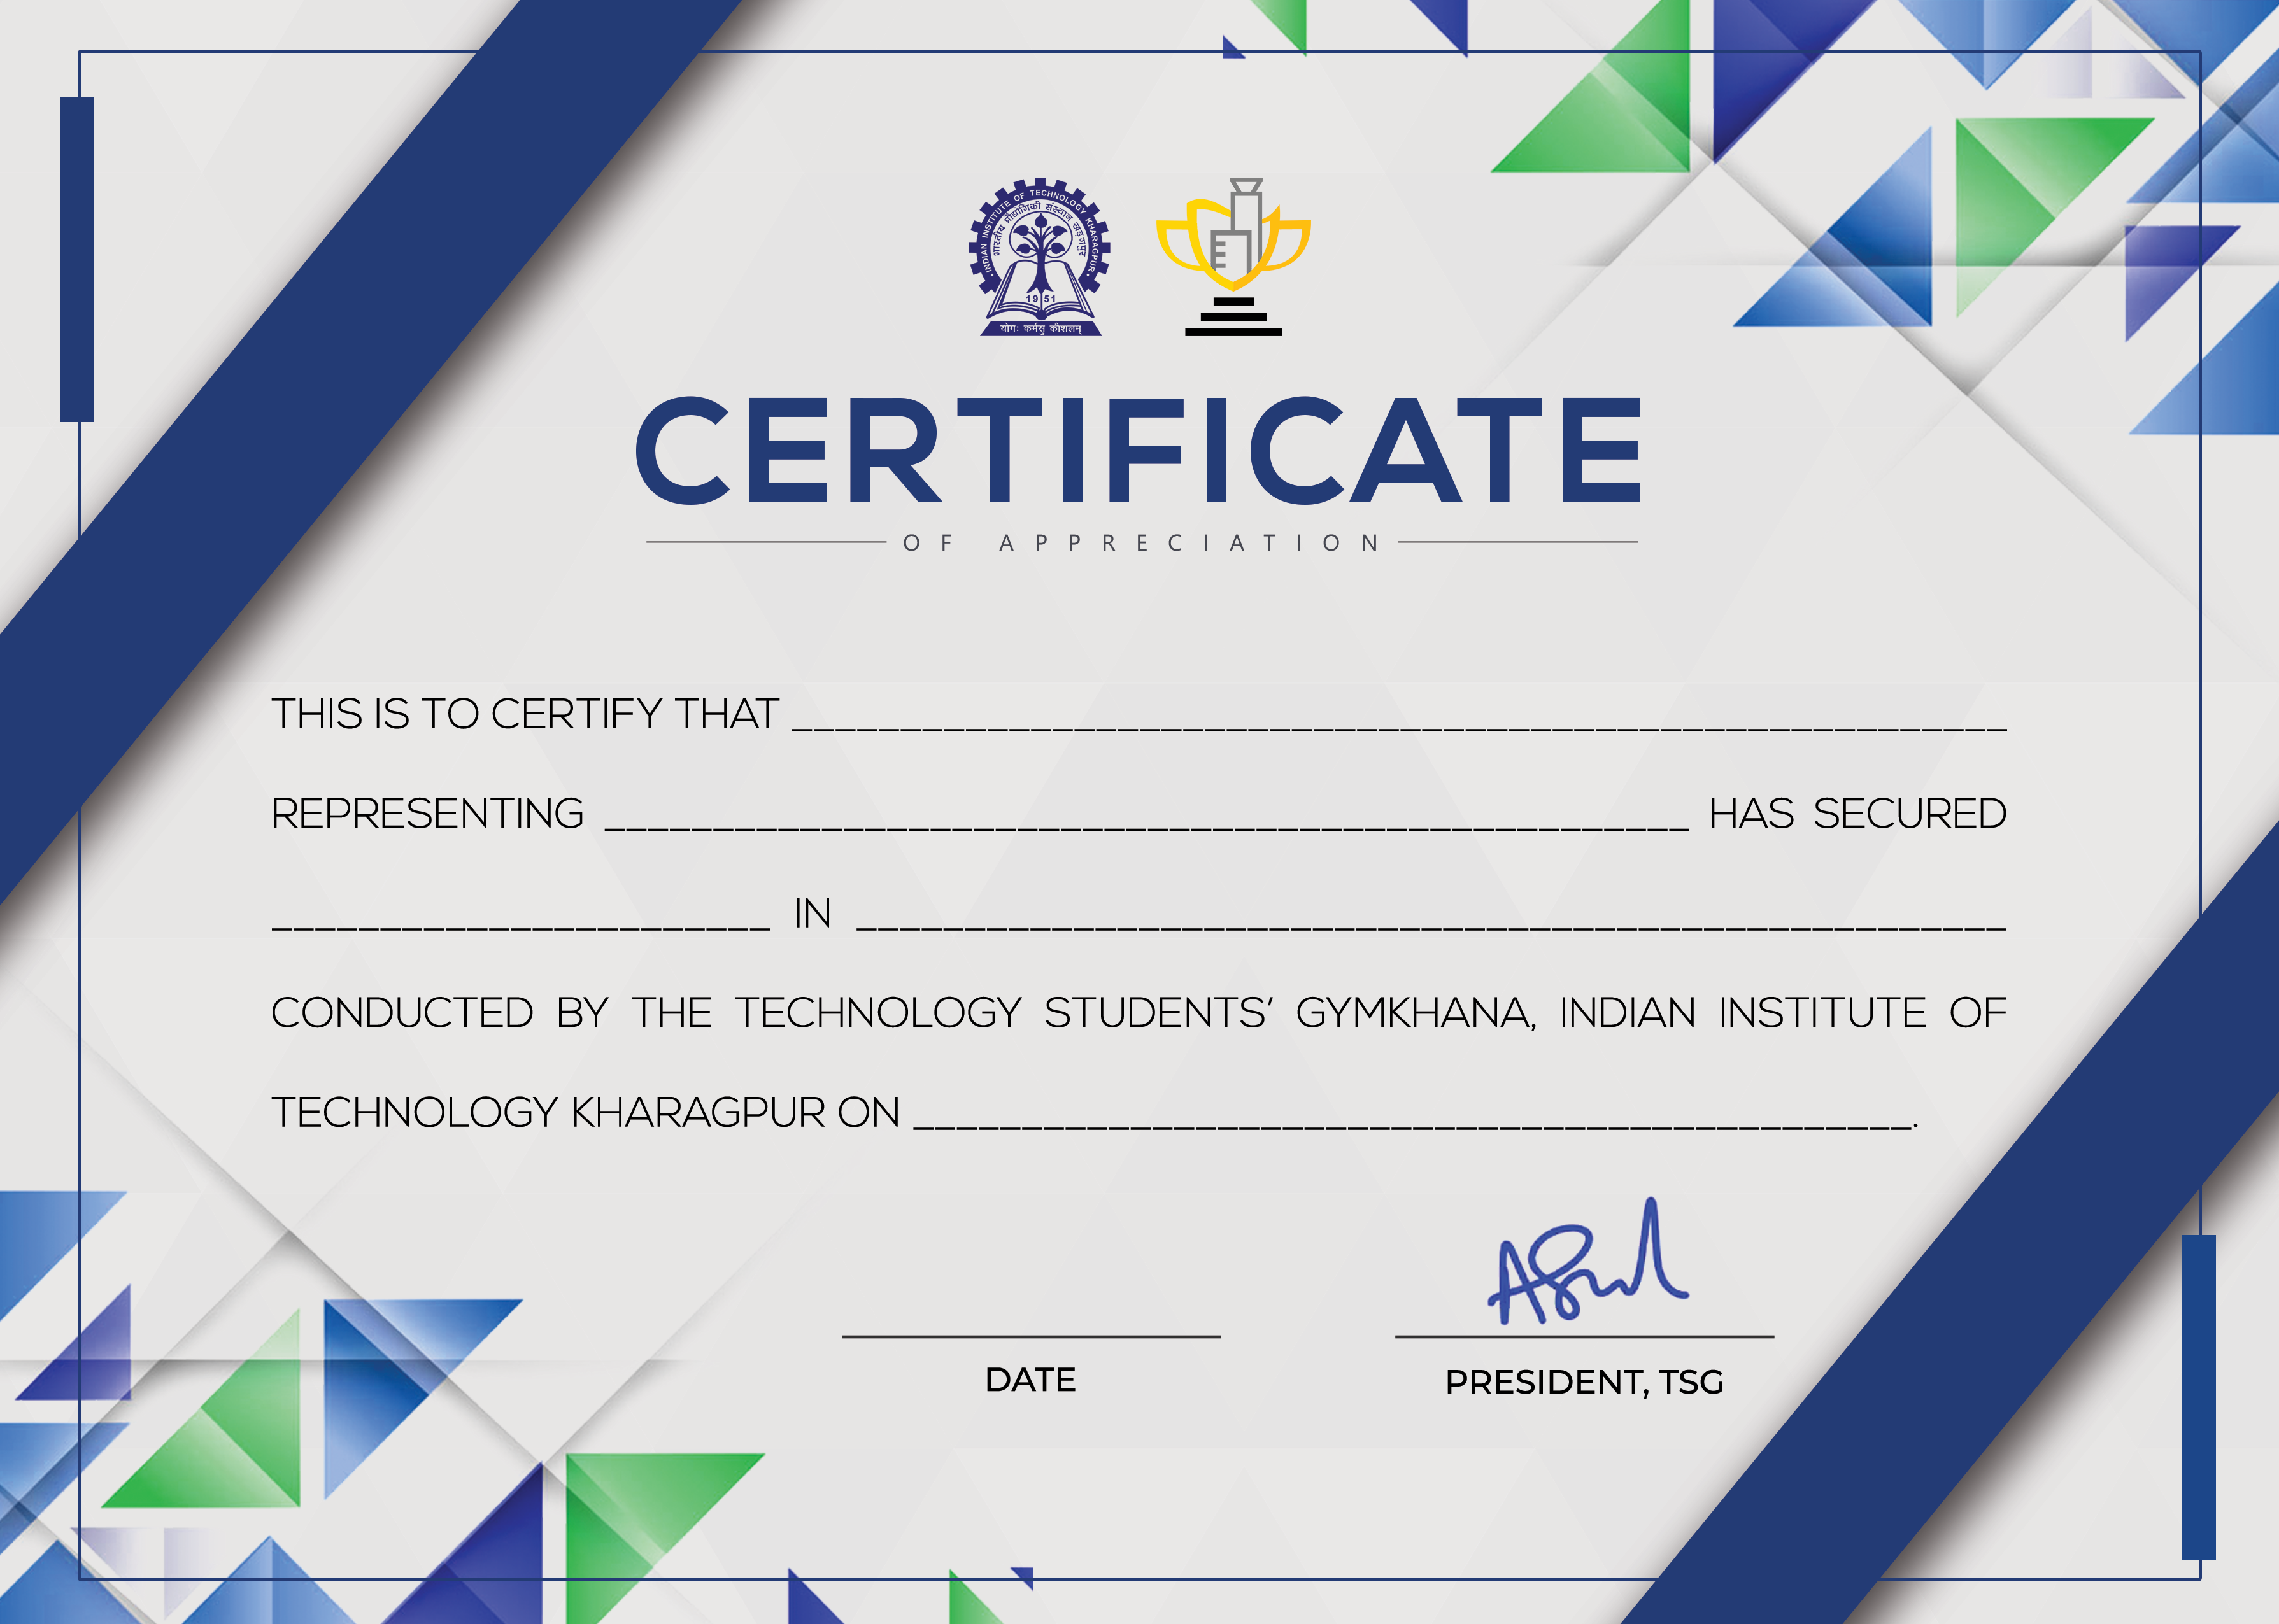 INDIAN INSTITUTE OF TECHNOLOGY KHARAGPUR
भारतीय प्रौद्योगिकी संस्थान खड़गपुर
1951
योगः कर्मसु कौशलम्
CERTIFICATE
OF APPRECIATION
THIS IS TO CERTIFY THAT ______________________________
REPRESENTING ______________________________ HAS SECURED
_______________ IN ______________________________
CONDUCTED BY THE TECHNOLOGY STUDENTS’ GYMKHANA, INDIAN INSTITUTE OF
TECHNOLOGY KHARAGPUR ON ______________________________.
DATE
PRESIDENT, TSG